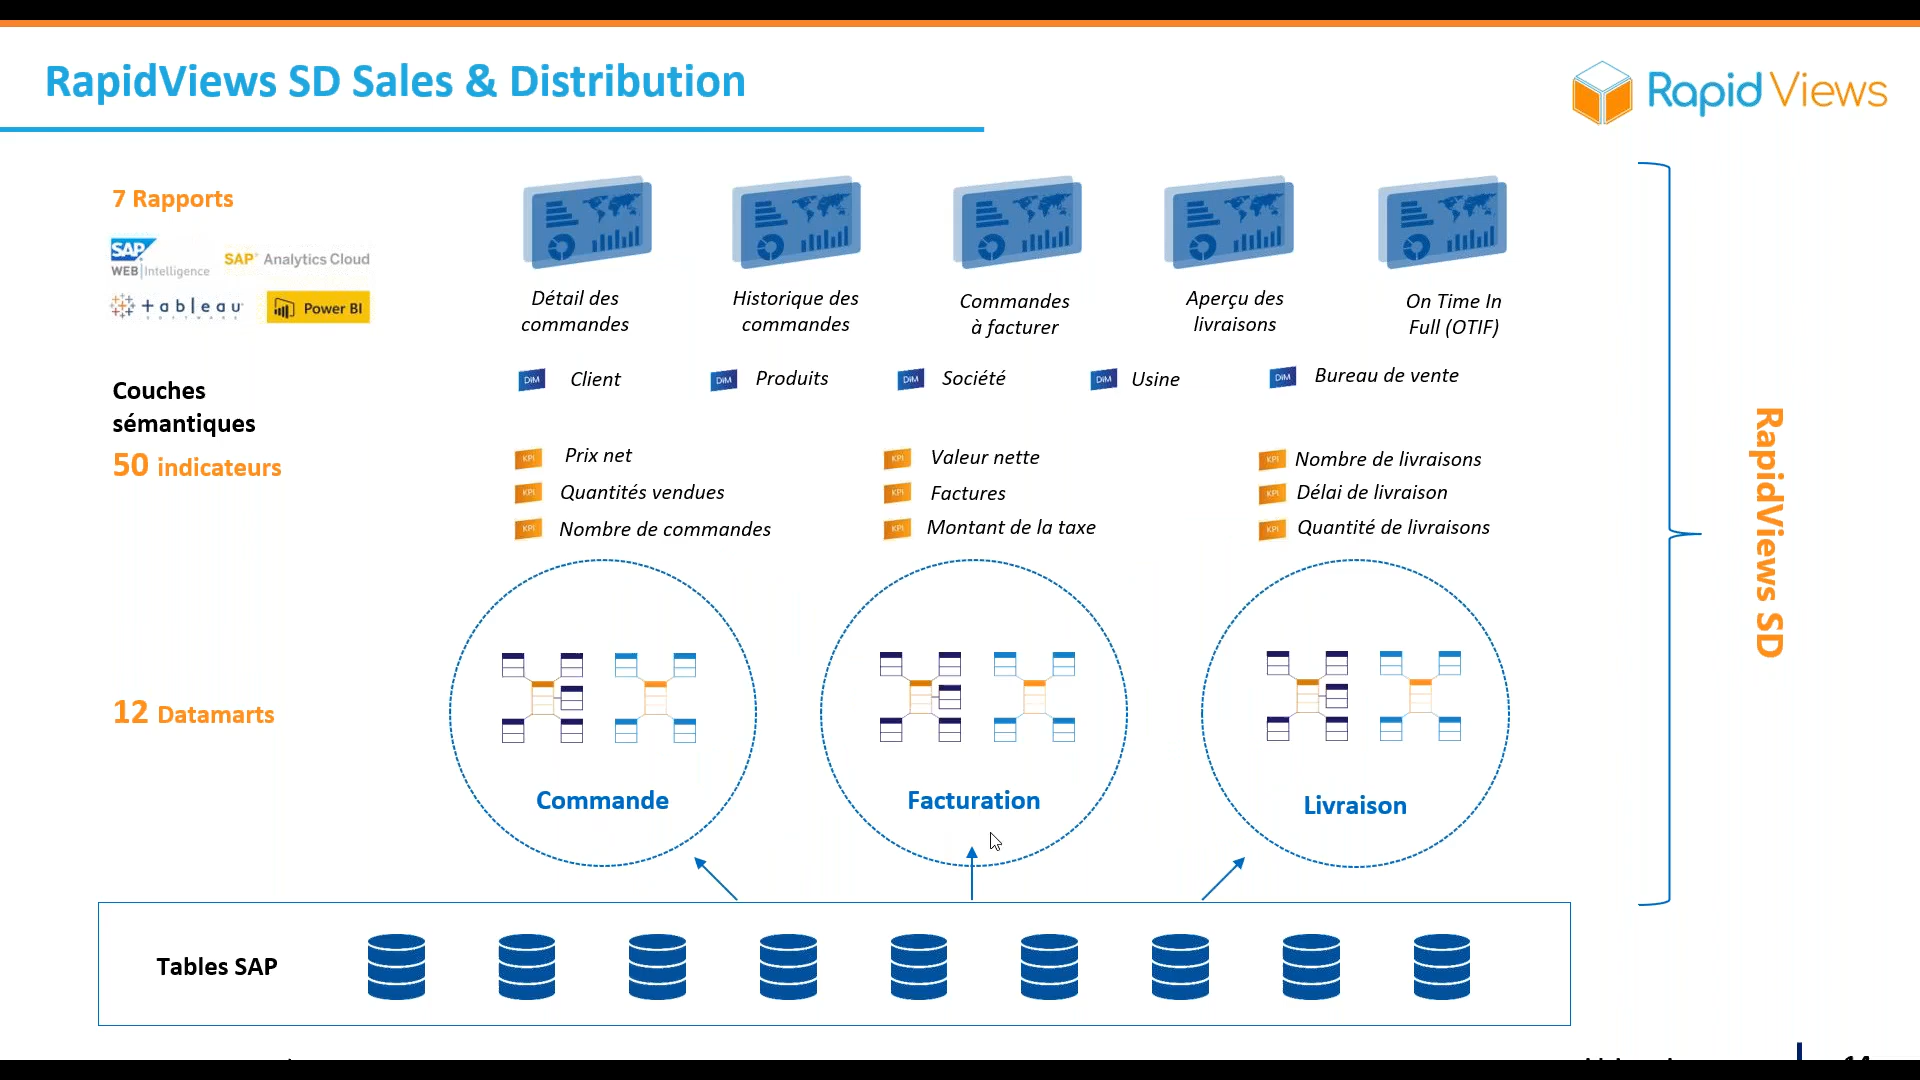 RapidViews SD Sales & Distribution
Rapid Views
7 Rapports
SAP
WEB Intelligence
SAP Analytics Cloud
+ a b l e a u
S O F T W A R E
Power BI
Détail des
commandes
Historique des
commandes
Commandes
à facturer
Aperçu des
livraisons
On Time In
Full (OTIF)
Couches
sémantiques
50 indicateurs
DIM Client
DIM Produits
DIM Société
DIM Usine
DIM Bureau de vente
KPI Prix net
KPI Quantités vendues
KPI Nombre de commandes
KPI Valeur nette
KPI Factures
KPI Montant de la taxe
KPI Nombre de livraisons
KPI Délai de livraison
KPI Quantité de livraisons
12 Datamarts
Commande
Facturation
Livraison
RapidViews SD
Tables SAP